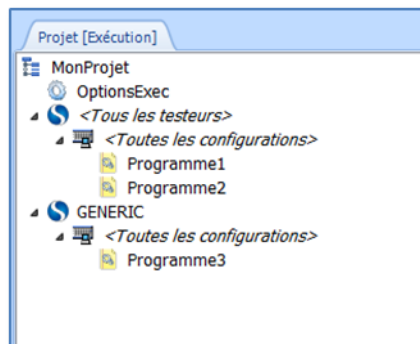 Projet [Exécution]
MonProjet
OptionsExec
<Tous les testeurs>
<Toutes les configurations>
Programme1
Programme2
GENERIC
<Toutes les configurations>
Programme3